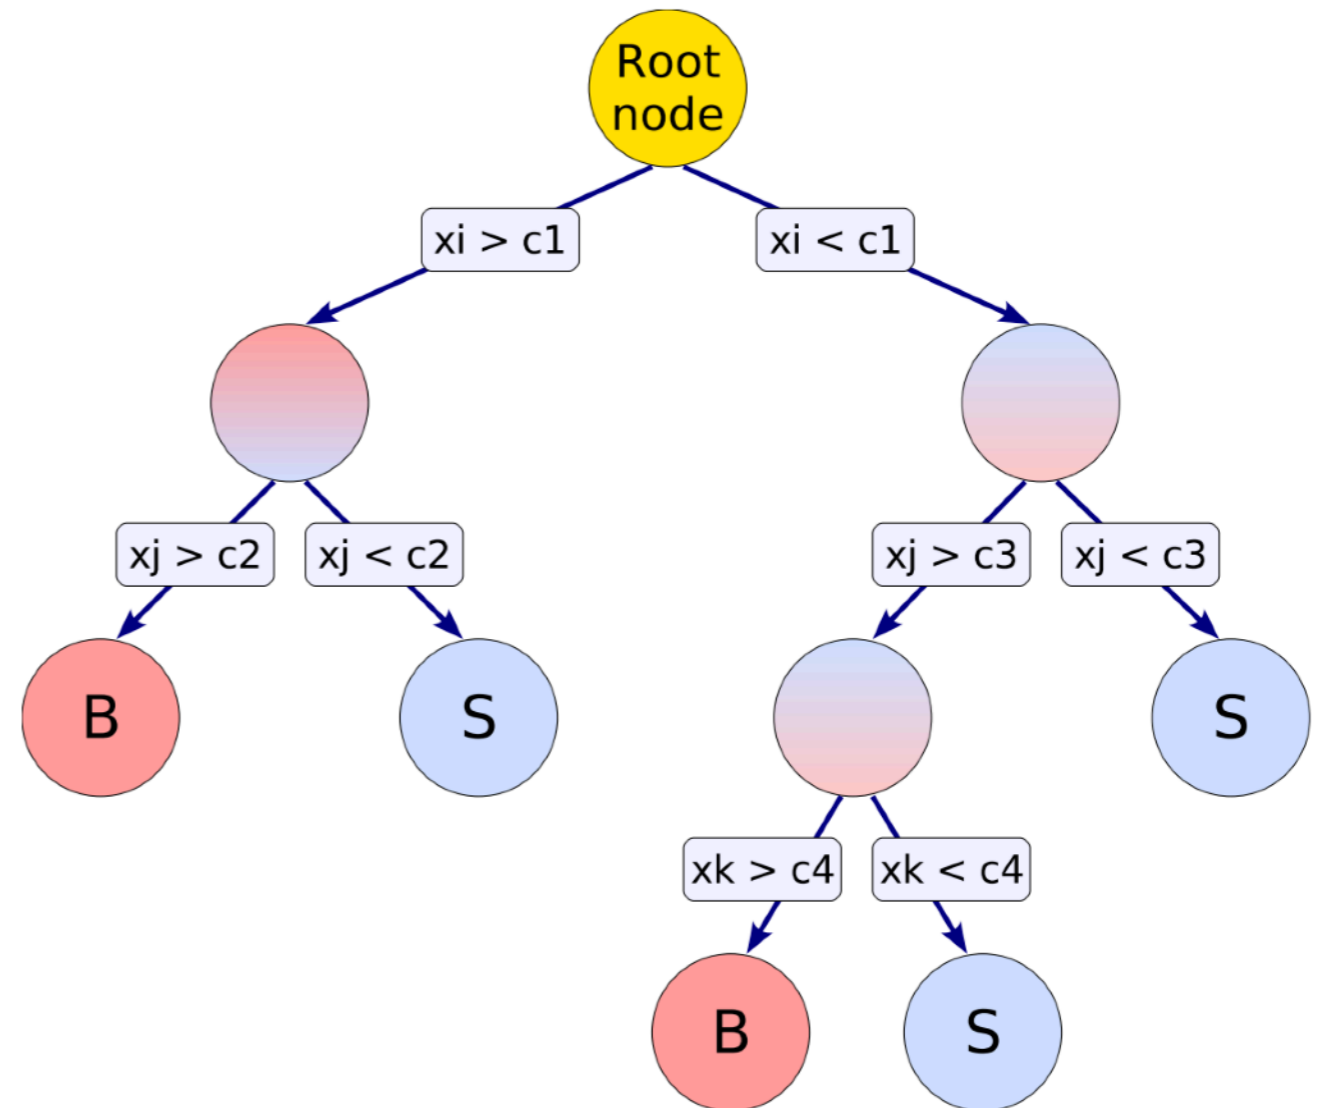 Root
node
xi > c1
xi < c1
xj > c2
xj < c2
xj > c3
xj < c3
B
S
S
xk > c4
xk < c4
B
S